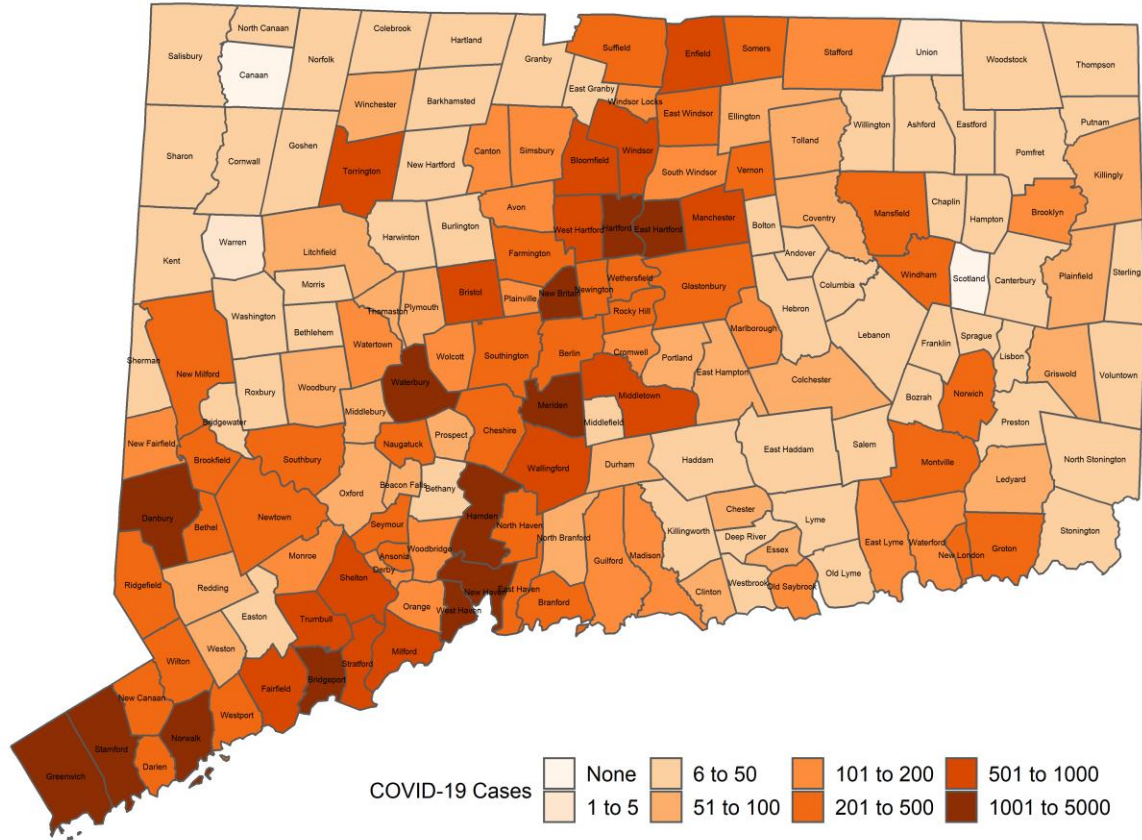 North Canaan
Colebrook
Hartland
Salisbury
Canaan
Norfolk
Granby
Suffield
Enfield
Somers
Stafford
Union
Woodstock
Thompson
East Granby
Winchester
Barkhamsted
Windsor Locks
East Windsor
Ellington
Willington
Ashford
Eastford
Putnam
Sharon
Cornwall
Goshen
Torrington
New Hartford
Canton
Simsbury
Bloomfield
Windsor
South Windsor
Vernon
Tolland
Pomfret
Killingly
Kent
Warren
Litchfield
Harwinton
Burlington
Avon
West Hartford
Hartford
East Hartford
Manchester
Bolton
Coventry
Mansfield
Chaplin
Hampton
Brooklyn
Farmington
Andover
Morris
Bristol
Plainville
New Britain
Newington
Wethersfield
Glastonbury
Hebron
Columbia
Windham
Scotland
Canterbury
Plainfield
Sterling
Washington
Bethlehem
Thomaston
Plymouth
Rocky Hill
Marlborough
Lebanon
Franklin
Sprague
Lisbon
Griswold
Voluntown
Sherman
New Milford
Roxbury
Woodbury
Watertown
Wolcott
Southington
Berlin
Cromwell
Portland
East Hampton
Colchester
Bozrah
Norwich
Preston
Bridgewater
Middlebury
Waterbury
Meriden
Middlefield
Middletown
New Fairfield
Brookfield
Southbury
Naugatuck
Prospect
Cheshire
Wallingford
Durham
Haddam
East Haddam
Salem
Montville
Ledyard
North Stonington
Danbury
Bethel
Newtown
Oxford
Beacon Falls
Bethany
Hamden
North Haven
North Branford
Guilford
Madison
Killingworth
Chester
Deep River
Essex
Lyme
East Lyme
Waterford
New London
Groton
Stonington
Ridgefield
Redding
Monroe
Seymour
Ansonia
Derby
Woodbridge
Easton
Shelton
Orange
West Haven
New Haven
East Haven
Branford
Clinton
Westbrook
Old Saybrook
Old Lyme
Wilton
Weston
Trumbull
Stratford
Milford
New Canaan
Westport
Fairfield
Bridgeport
Greenwich
Stamford
Darien
Norwalk
COVID-19 Cases
None
6 to 50
101 to 200
501 to 1000
1 to 5
51 to 100
201 to 500
1001 to 5000